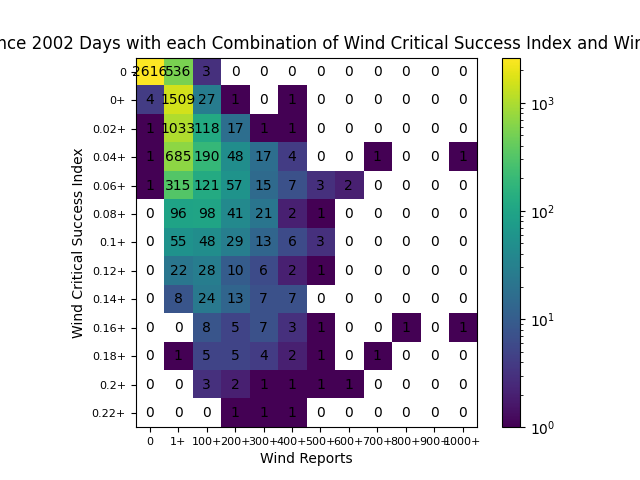 nce 2002 Days with each Combination of Wind Critical Success Index and Win
0 2616 536 3 0 0 0 0 0 0 0 0 0
0+ 4 1509 27 1 0 1 0 0 0 0 0 0
0.02+ 1 1033 118 17 1 1 0 0 0 0 0 0
0.04+ 1 685 190 48 17 4 0 0 1 0 0 1
0.06+ 1 315 121 57 15 7 3 2 0 0 0 0
0.08+ 0 96 98 41 21 2 1 0 0 0 0 0
0.1+ 0 55 48 29 13 6 3 0 0 0 0 0
0.12+ 0 22 28 10 6 2 1 0 0 0 0 0
0.14+ 0 8 24 13 7 7 0 0 0 0 0 0
0.16+ 0 0 8 5 7 3 1 0 0 1 0 1
0.18+ 0 1 5 5 4 2 1 0 1 0 0 0
0.2+ 0 0 3 2 1 1 1 1 0 0 0 0
0.22+ 0 0 0 1 1 1 0 0 0 0 0 0
0 1+ 100+ 200+ 300+ 400+ 500+ 600+ 700+ 800+ 900+ 1000+
Wind Reports
Wind Critical Success Index
10³
10²
10¹
10⁰